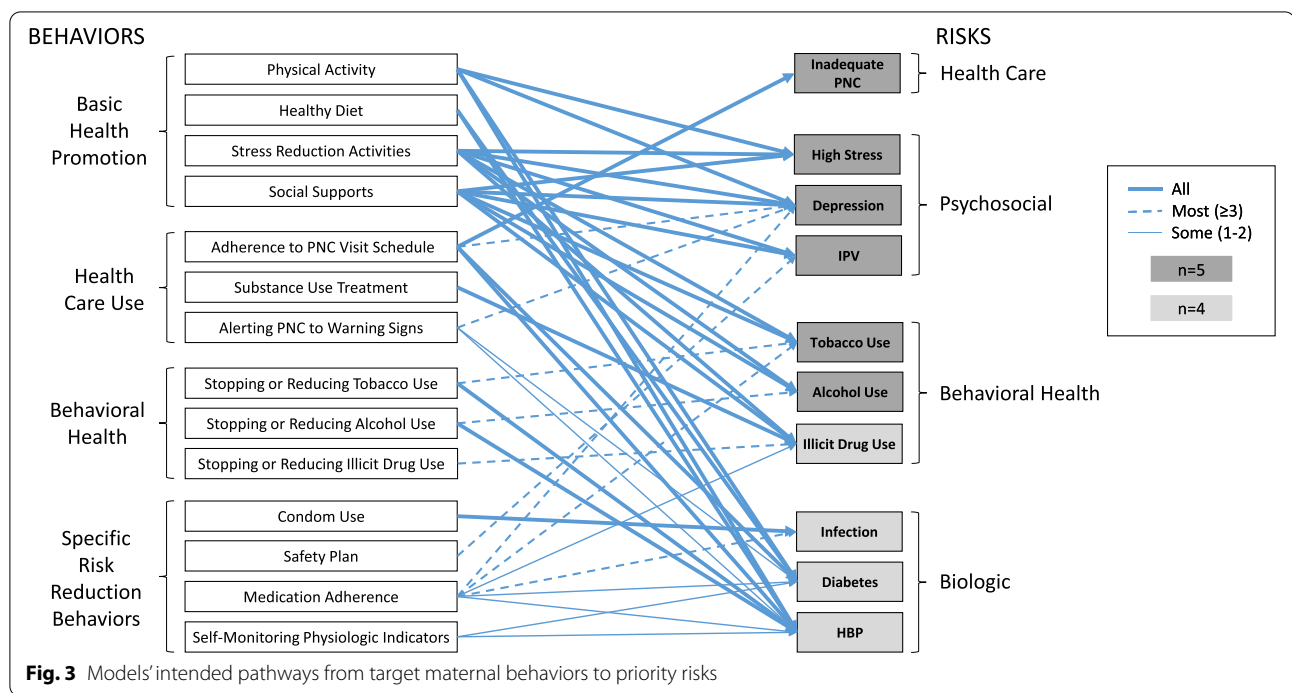 BEHAVIORS
Basic
Health
Promotion
Physical Activity
Healthy Diet
Stress Reduction Activities
Social Supports
Health
Care Use
Adherence to PNC Visit Schedule
Substance Use Treatment
Alerting PNC to Warning Signs
Behavioral
Health
Stopping or Reducing Tobacco Use
Stopping or Reducing Alcohol Use
Stopping or Reducing Illicit Drug Use
Specific
Risk
Reduction
Behaviors
Condom Use
Safety Plan
Medication Adherence
Self-Monitoring Physiologic Indicators
RISKS
Inadequate
PNC
Health Care
High Stress
Depression
IPV
Psychosocial
Tobacco Use
Alcohol Use
Illicit Drug Use
Behavioral Health
Infection
Diabetes
HBP
Biologic
All
Most (≥3)
Some (1-2)
n=5
n=4
Fig. 3 Models' intended pathways from target maternal behaviors to priority risks